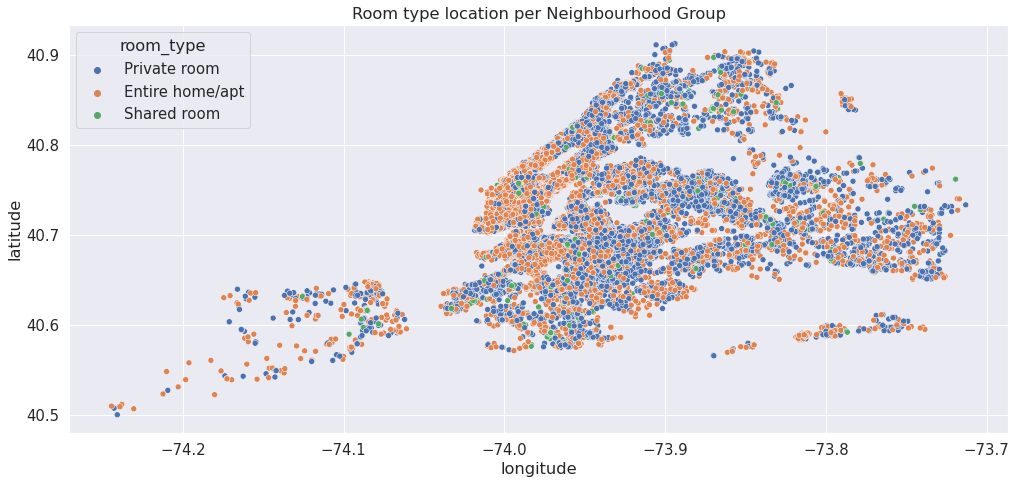 Room type location per Neighbourhood Group
room_type
Private room
Entire home/apt
Shared room
latitude
40.9
40.8
40.7
40.6
40.5
−74.2
−74.1
−74.0
−73.9
−73.8
−73.7
longitude